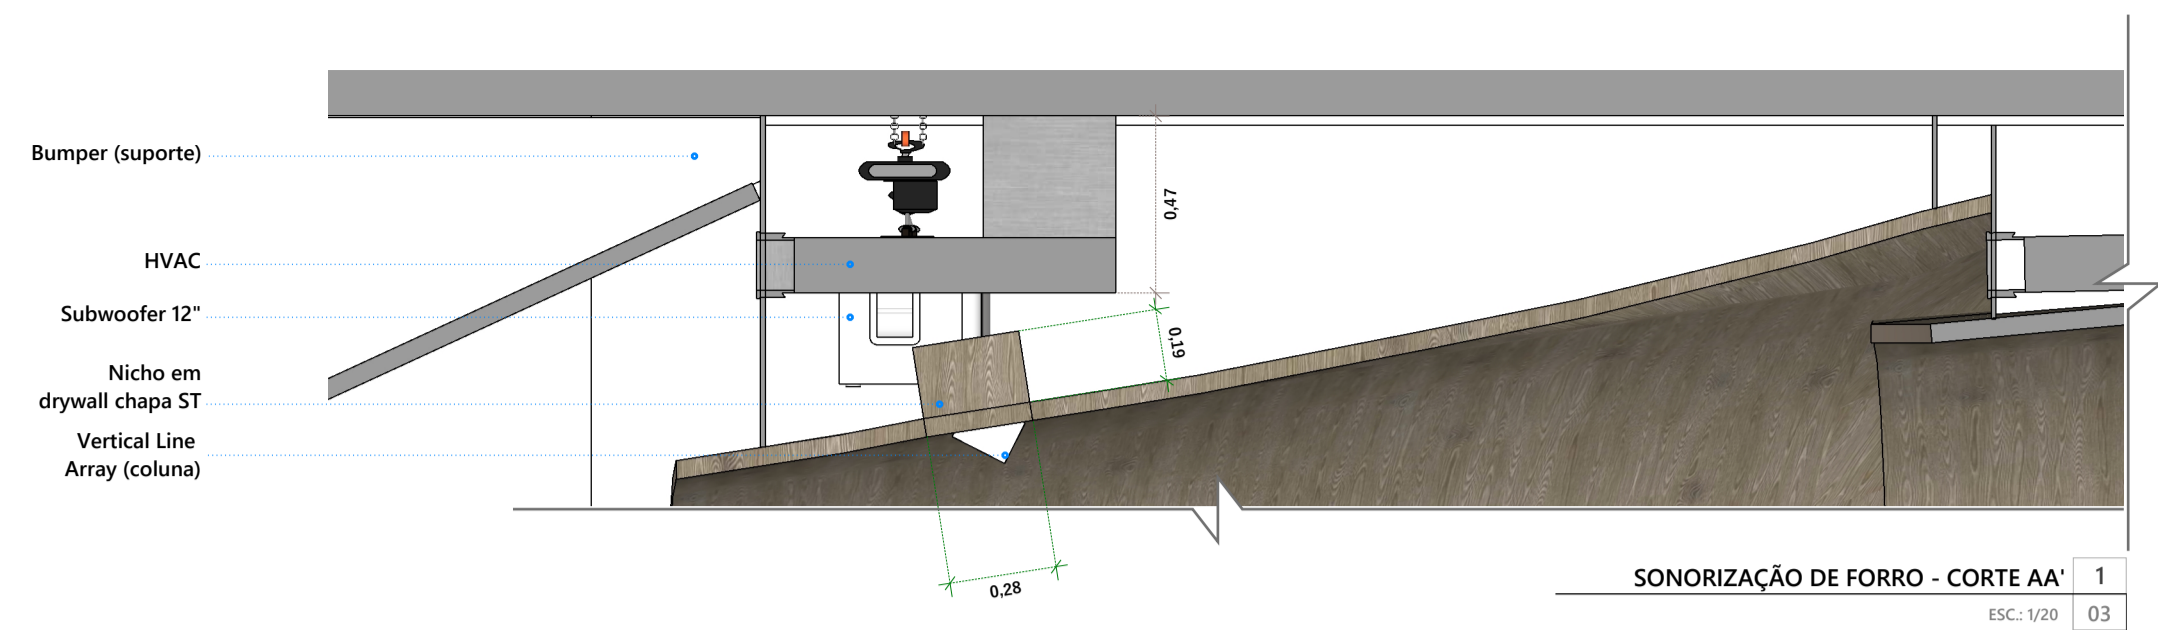 Bumper (suporte)
HVAC
Subwoofer 12"
Nicho em
drywall chapa ST
Vertical Line
Array (coluna)
0,47
0,19
0,28
SONORIZAÇÃO DE FORRO - CORTE AA'
1
ESC.: 1/20
03